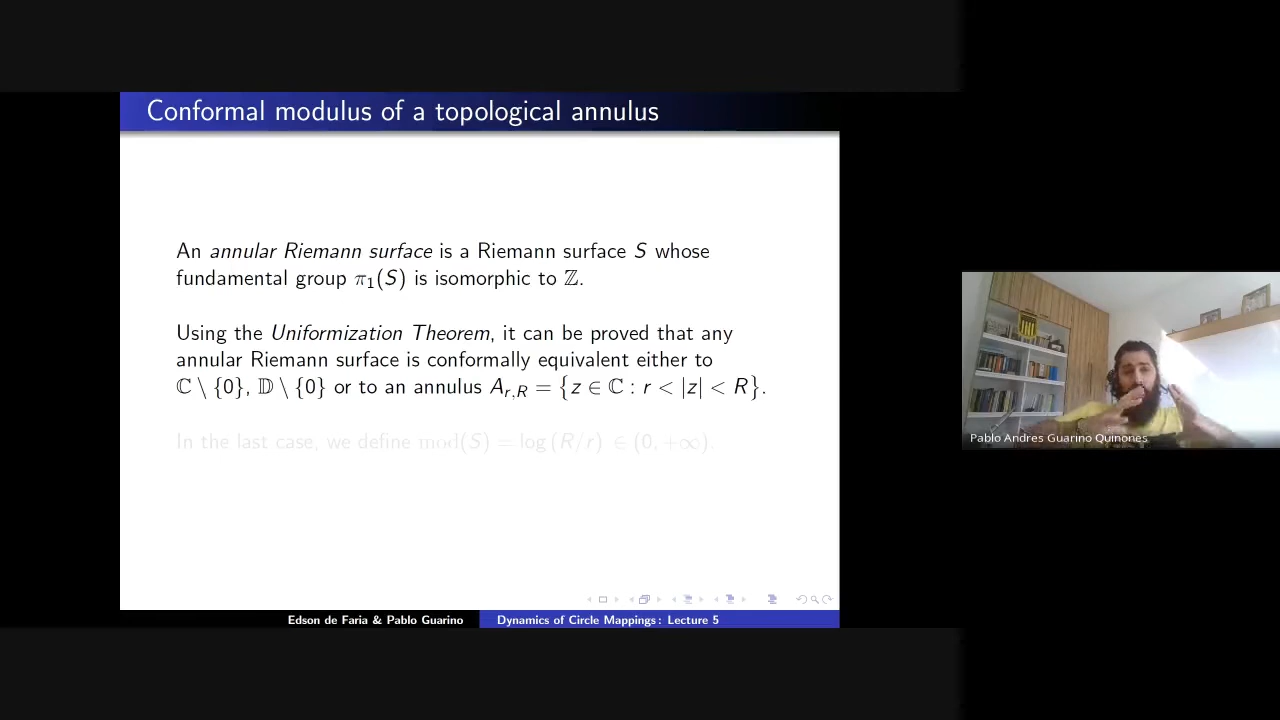 Conformal modulus of a topological annulus
An annular Riemann surface is a Riemann surface S whose
fundamental group π₁(S) is isomorphic to ℤ.
Using the Uniformization Theorem, it can be proved that any
annular Riemann surface is conformally equivalent either to
ℂ \ {0}, 𝔻 \ {0} or to an annulus A_{r,R} = {z ∈ ℂ : r < |z| < R}.
In the last case, we define mod(S) = log (R/r) ∈ (0, +∞).
Edson de Faria & Pablo Guarino
Dynamics of Circle Mappings: Lecture 5
Pablo Andres Guarino Quinones